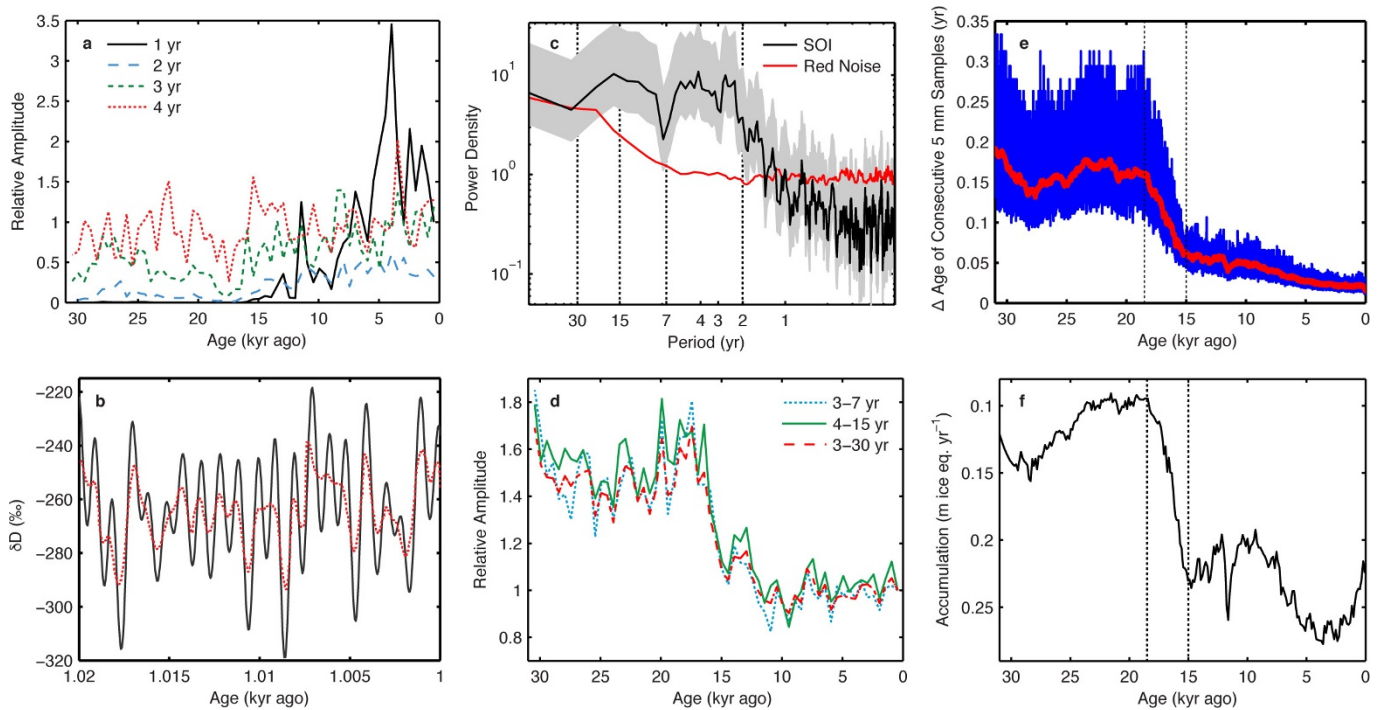 a
1 yr
2 yr
3 yr
4 yr
3.5
3
2.5
2
1.5
1
0.5
0
Relative Amplitude
30 25 20 15 10 5 0
Age (kyr ago)
c
SOI
Red Noise
10¹
10⁰
10⁻¹
Power Density
30 15 7 4 3 2 1
Period (yr)
e
0.35
0.3
0.25
0.2
0.15
0.1
0.05
0
Δ Age of Consecutive 5 mm Samples (yr)
30 25 20 15 10 5 0
Age (kyr ago)
b
−220
−240
−260
−280
−300
−320
δD (‰)
1.02 1.015 1.01 1.005 1
Age (kyr ago)
d
3−7 yr
4−15 yr
3−30 yr
1.8
1.6
1.4
1.2
1
0.8
Relative Amplitude
30 25 20 15 10 5 0
Age (kyr ago)
f
0.1
0.15
0.2
0.25
Accumulation (m ice eq. yr⁻¹)
30 25 20 15 10 5 0
Age (kyr ago)